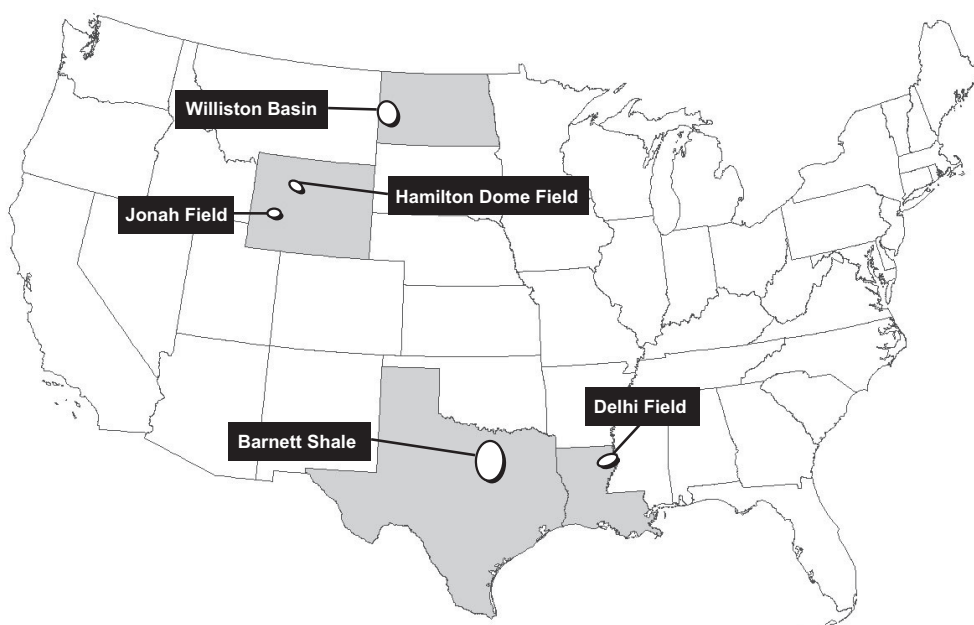 Williston Basin
Hamilton Dome Field
Jonah Field
Delhi Field
Barnett Shale